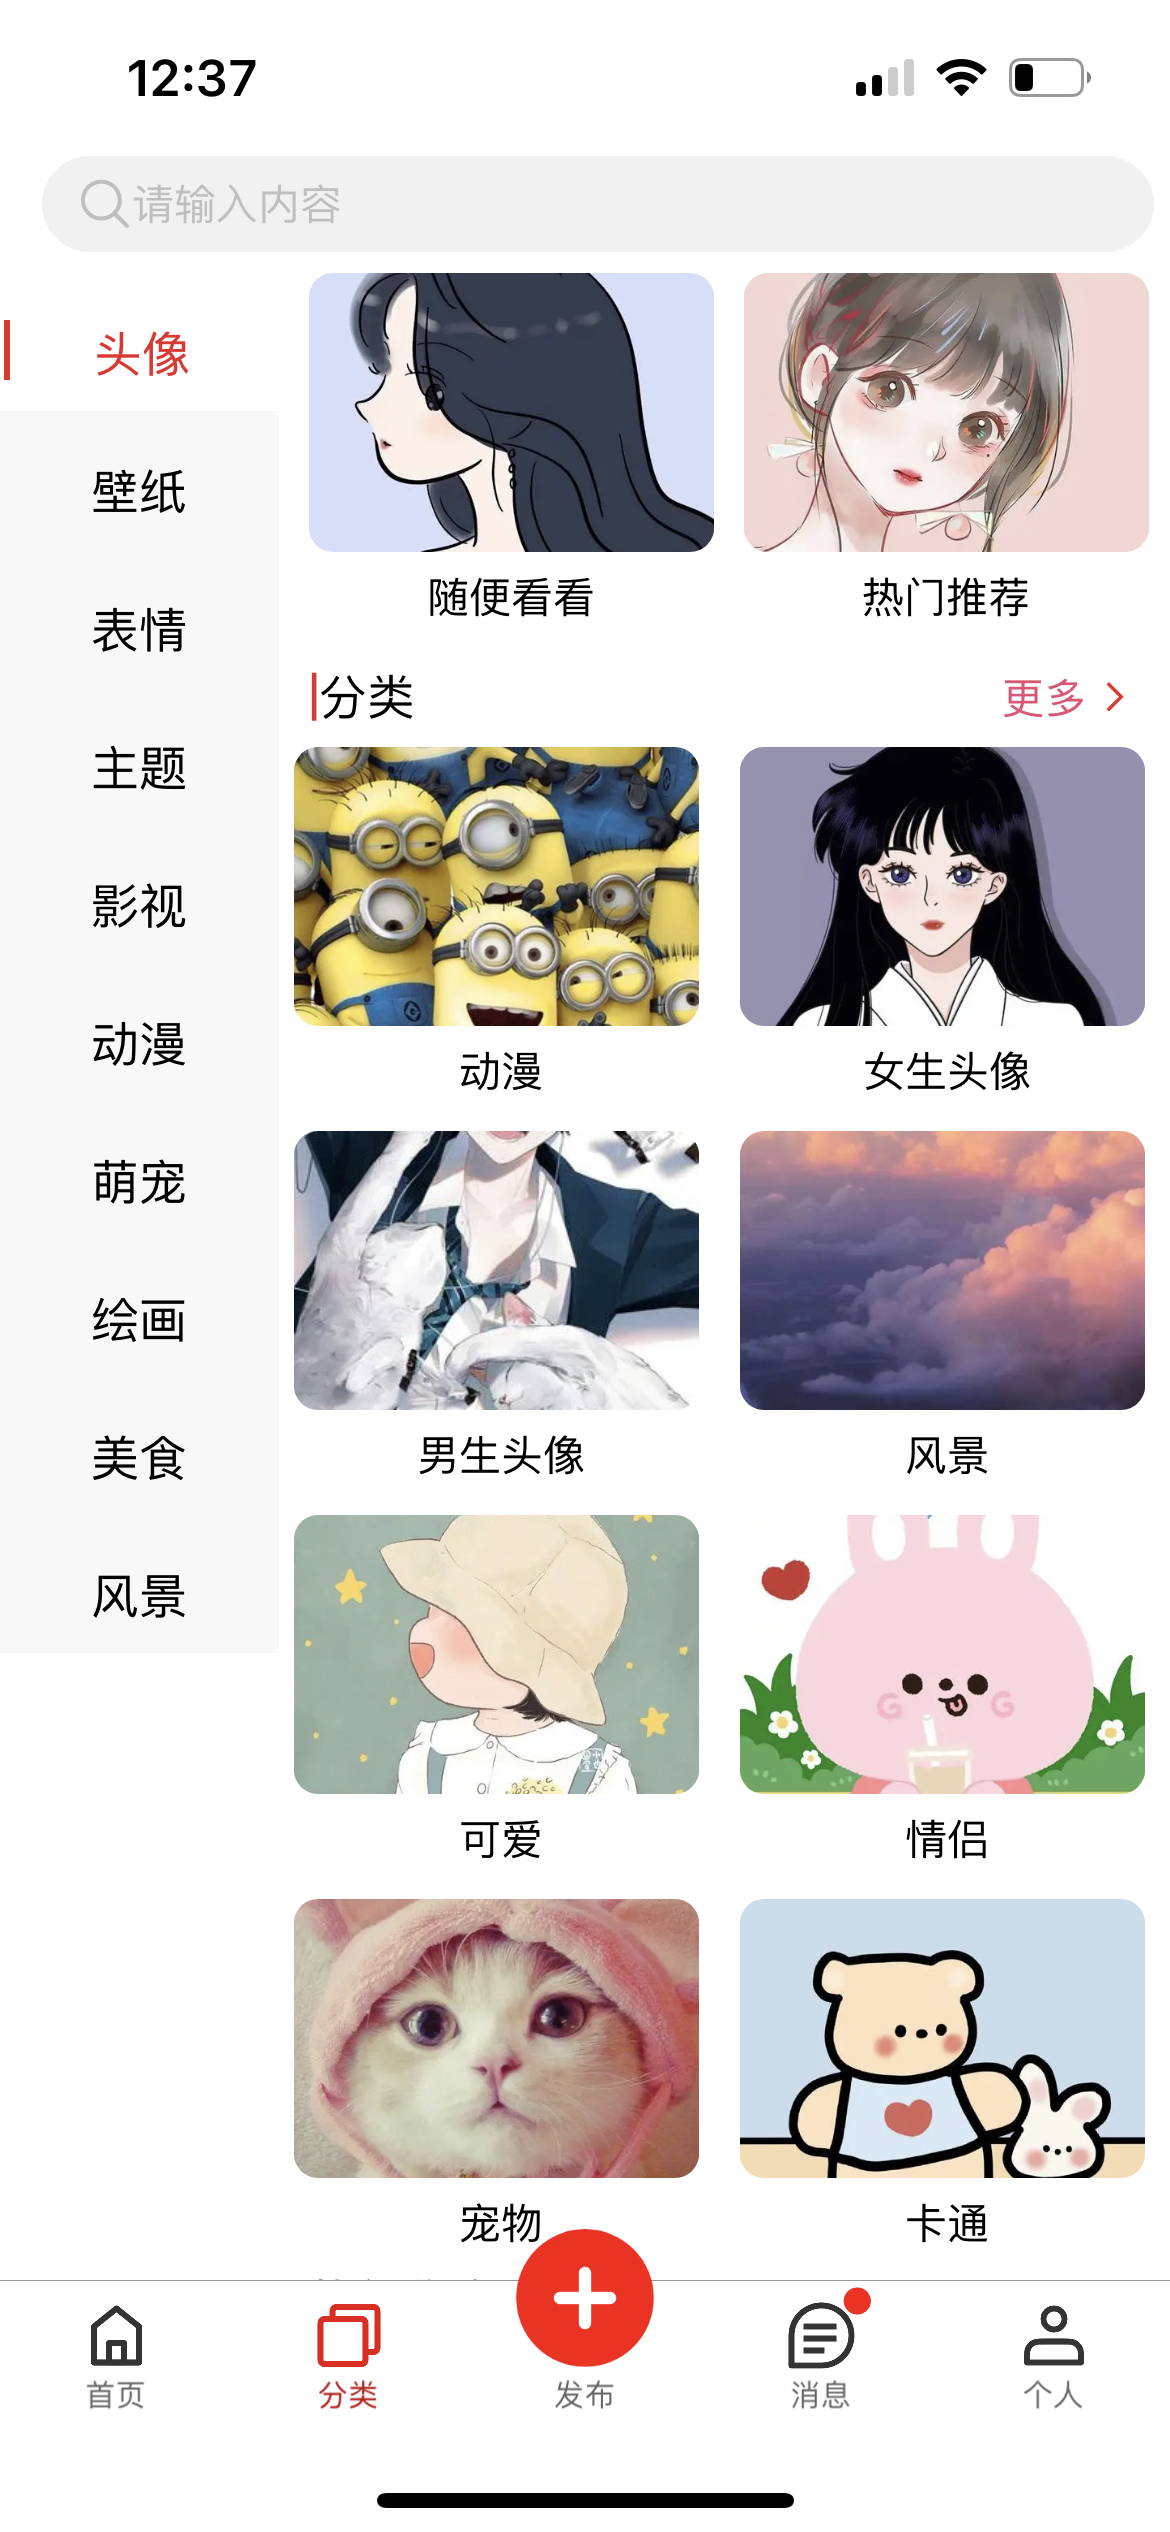 12:37
请输入内容
头像
壁纸
表情
主题
影视
动漫
萌宠
绘画
美食
风景
随便看看
热门推荐
分类
更多
动漫
女生头像
男生头像
风景
可爱
情侣
宠物
卡通
首页
分类
发布
消息
个人